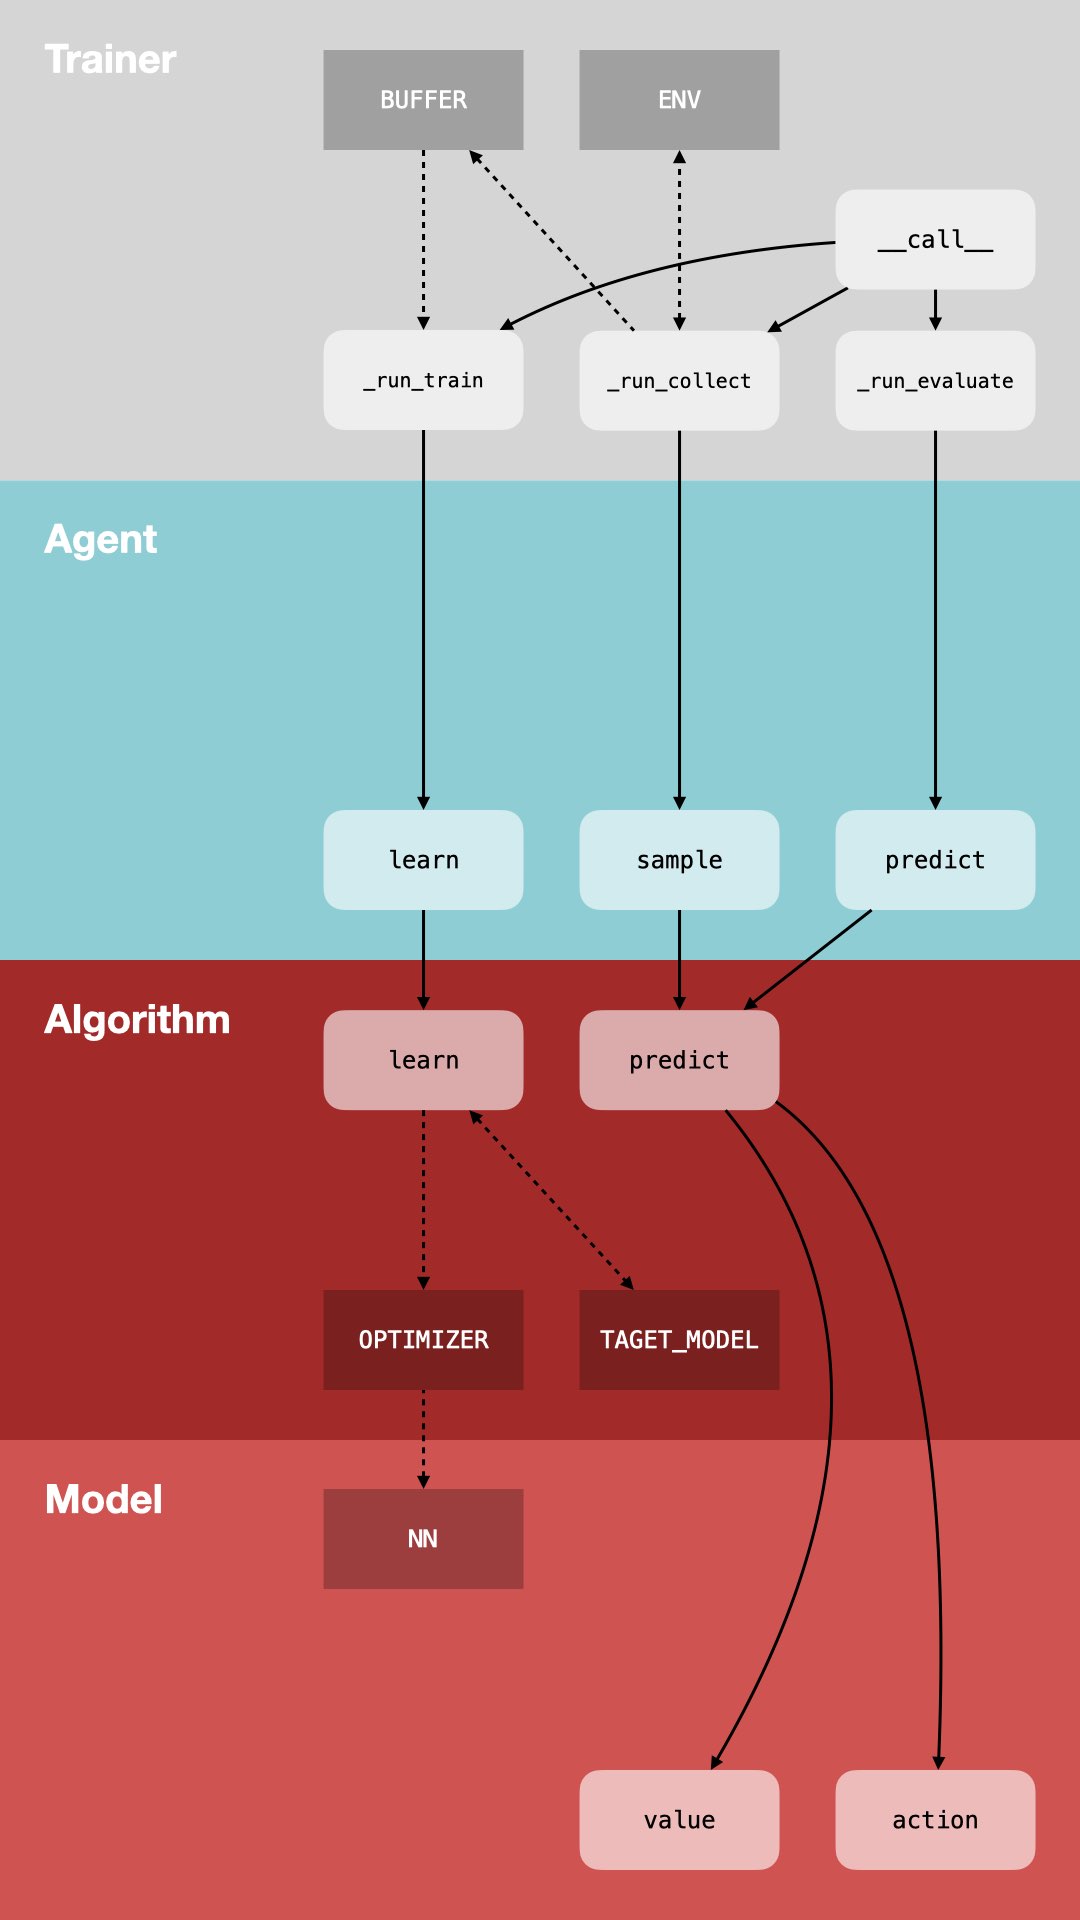 Trainer
BUFFER
ENV
__call__
_run_train
_run_collect
_run_evaluate
Agent
learn
sample
predict
Algorithm
learn
predict
OPTIMIZER
TAGET_MODEL
Model
NN
value
action